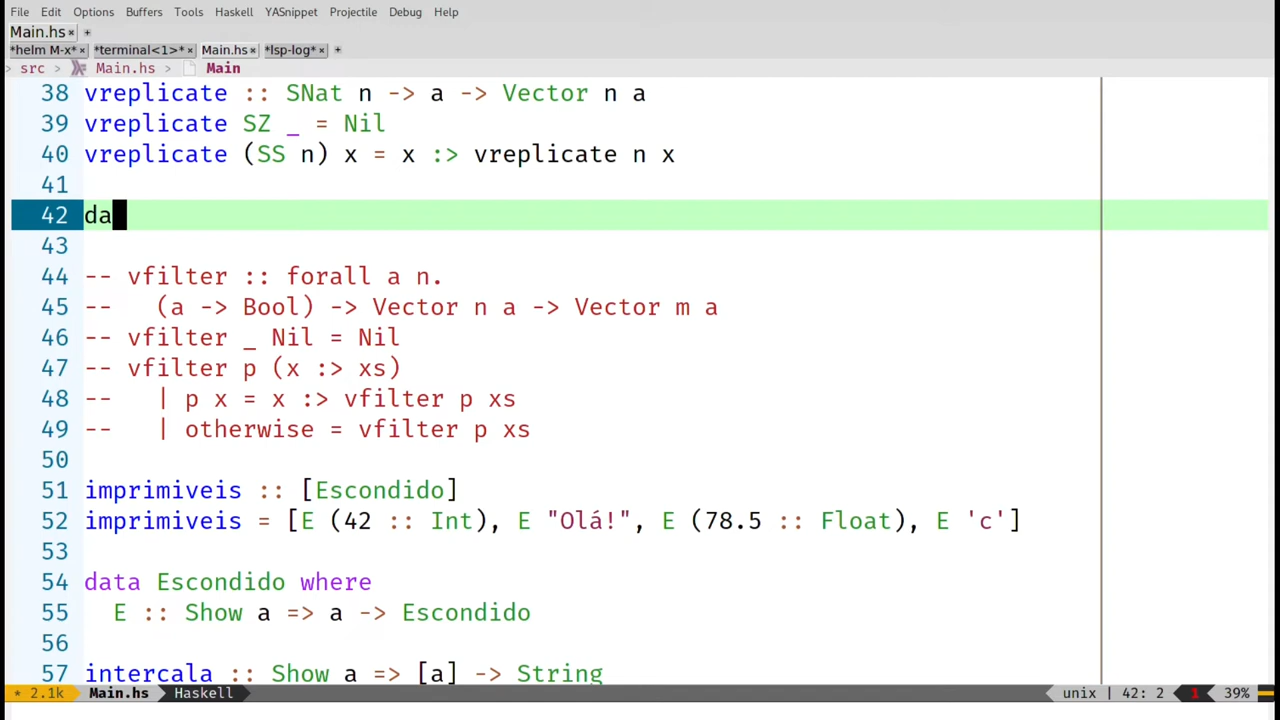 File Edit Options Buffers Tools Haskell YASnippet Projectile Debug Help
Main.hs× +
*helm M-x*× *terminal<1>*× Main.hs× *lsp-log*× +
> src > Main.hs > Main
38 vreplicate :: SNat n -> a -> Vector n a
39 vreplicate SZ _ = Nil
40 vreplicate (SS n) x = x :> vreplicate n x
41
42 da
43
44 -- vfilter :: forall a n.
45 --   (a -> Bool) -> Vector n a -> Vector m a
46 -- vfilter _ Nil = Nil
47 -- vfilter p (x :> xs)
48 --   | p x = x :> vfilter p xs
49 --   | otherwise = vfilter p xs
50
51 imprimiveis :: [Escondido]
52 imprimiveis = [E (42 :: Int), E "Olá!", E (78.5 :: Float), E 'c']
53
54 data Escondido where
55   E :: Show a => a -> Escondido
56
57 intercala :: Show a => [a] -> String
* 2.1k Main.hs Haskell unix | 42: 2 1 39%